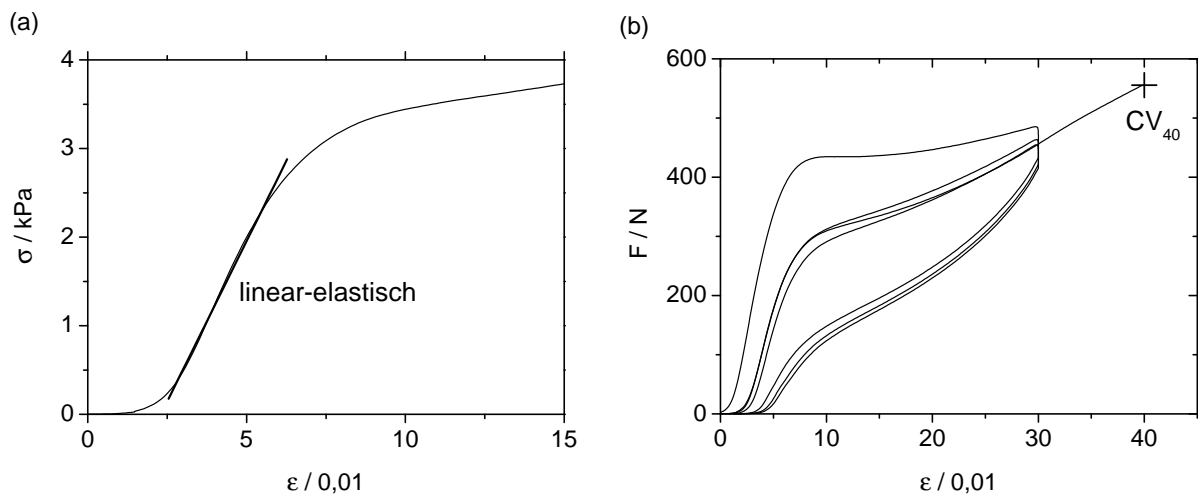 (a)
4
3
2
1
0
σ / kPa
linear-elastisch
0
5
10
15
ε / 0,01
(b)
600
400
200
0
F / N
CV₄₀
0
10
20
30
40
ε / 0,01